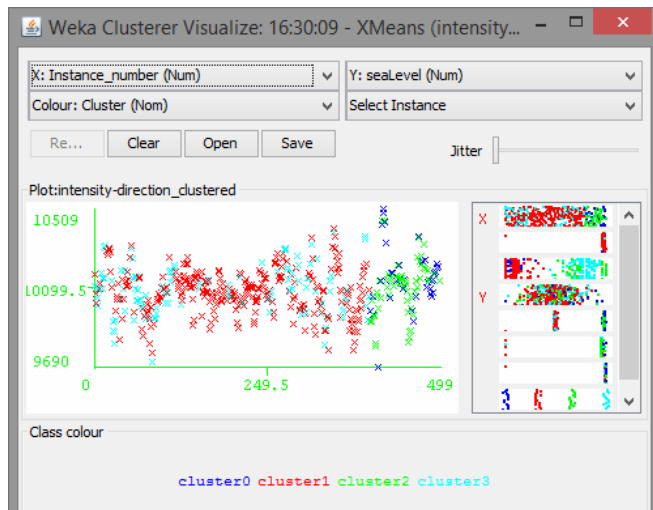 Weka Clusterer Visualize: 16:30:09 - XMeans (intensity...
X: Instance_number (Num) Y: seaLevel (Num)
Colour: Cluster (Nom) Select Instance
Re... Clear Open Save Jitter
Plot:intensity-direction_clustered
10509
10099.5
9690
0 249.5 499
X
Y
Class colour
cluster0 cluster1 cluster2 cluster3